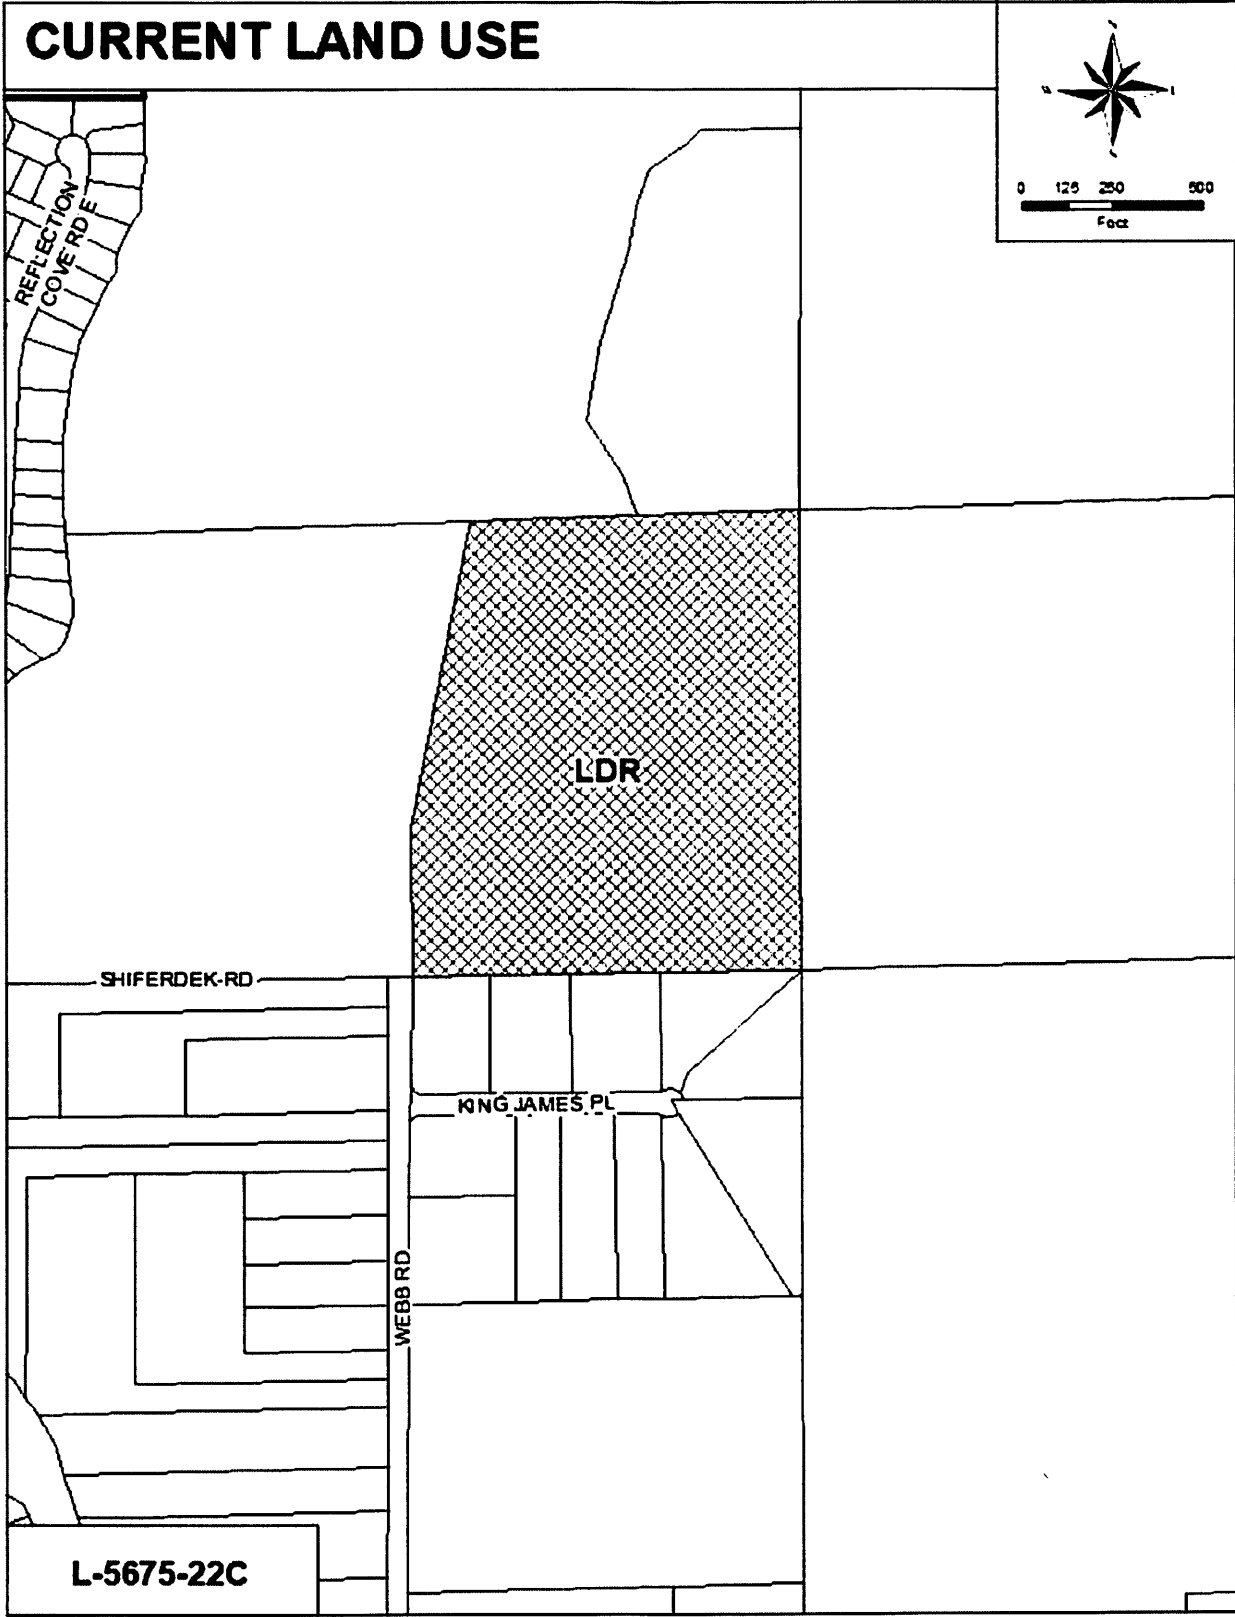 CURRENT LAND USE
0 125 250 500
Feet
REFLECTION
COVE RD E
LDR
SHIFERDEK-RD
KING JAMES PL
WEBB RD
L-5675-22C